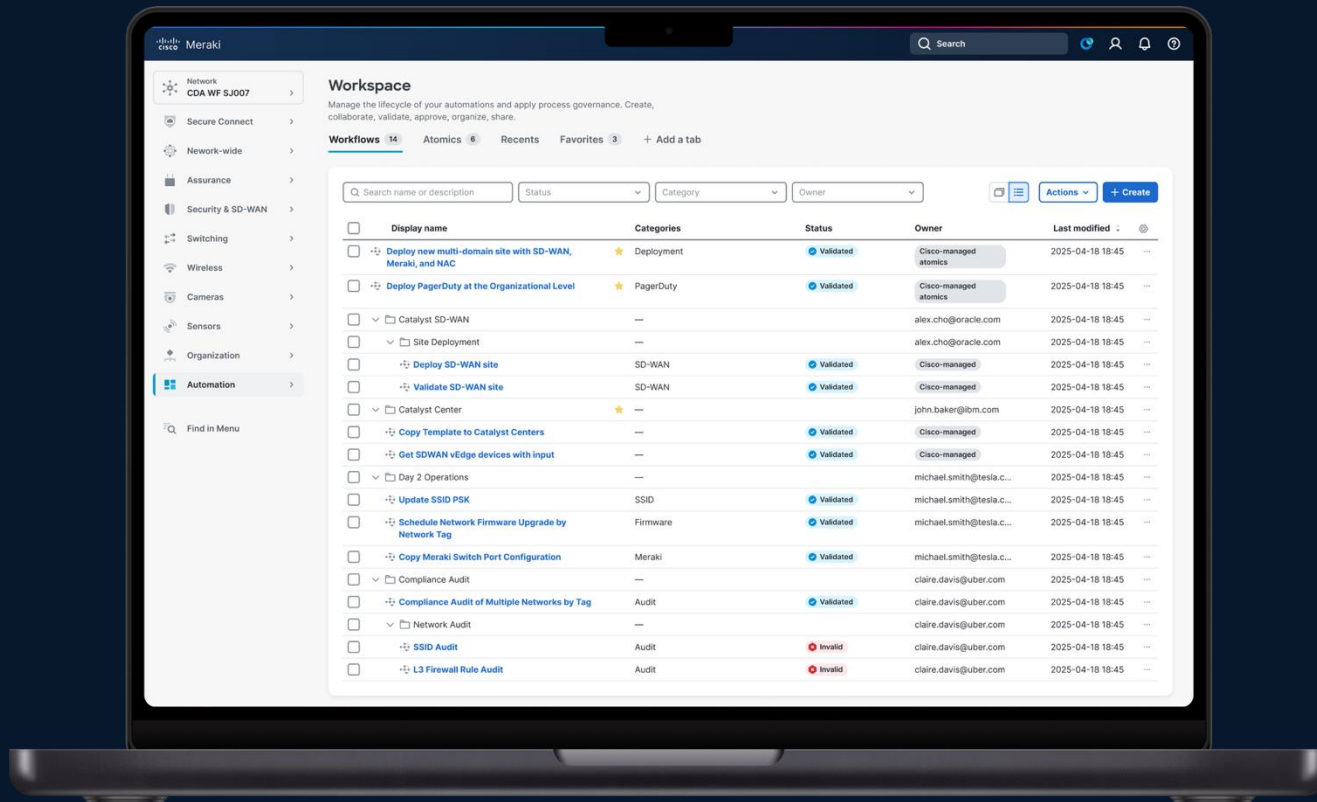 cisco Meraki
Search
Network
CDA WF SJ007
Secure Connect
Nework-wide
Assurance
Security & SD-WAN
Switching
Wireless
Cameras
Sensors
Organization
Automation
Find in Menu
Workspace
Manage the lifecycle of your automations and apply process governance. Create,
collaborate, validate, approve, organize, share.
Workflows 14 Atomics 6 Recents Favorites 3 + Add a tab
Search name or description Status Category Owner Actions + Create
Display name Categories Status Owner Last modified
Deploy new multi-domain site with SD-WAN, Deployment Validated Cisco-managed 2025-04-18 18:45
Meraki, and NAC atomics
Deploy PagerDuty at the Organizational Level PagerDuty Validated Cisco-managed 2025-04-18 18:45
atomics
Catalyst SD-WAN — alex.cho@oracle.com 2025-04-18 18:45
Site Deployment — alex.cho@oracle.com 2025-04-18 18:45
Deploy SD-WAN site SD-WAN Validated Cisco-managed 2025-04-18 18:45
Validate SD-WAN site SD-WAN Validated Cisco-managed 2025-04-18 18:45
Catalyst Center — john.baker@ibm.com 2025-04-18 18:45
Copy Template to Catalyst Centers — Validated Cisco-managed 2025-04-18 18:45
Get SDWAN vEdge devices with input — Validated Cisco-managed 2025-04-18 18:45
Day 2 Operations — michael.smith@tesla.c... 2025-04-18 18:45
Update SSID PSK SSID Validated michael.smith@tesla.c... 2025-04-18 18:45
Schedule Network Firmware Upgrade by Firmware Validated michael.smith@tesla.c... 2025-04-18 18:45
Network Tag
Copy Meraki Switch Port Configuration Meraki Validated michael.smith@tesla.c... 2025-04-18 18:45
Compliance Audit — claire.davis@uber.com 2025-04-18 18:45
Compliance Audit of Multiple Networks by Tag Audit Validated claire.davis@uber.com 2025-04-18 18:45
Network Audit — claire.davis@uber.com 2025-04-18 18:45
SSID Audit Audit Invalid claire.davis@uber.com 2025-04-18 18:45
L3 Firewall Rule Audit Audit Invalid claire.davis@uber.com 2025-04-18 18:45